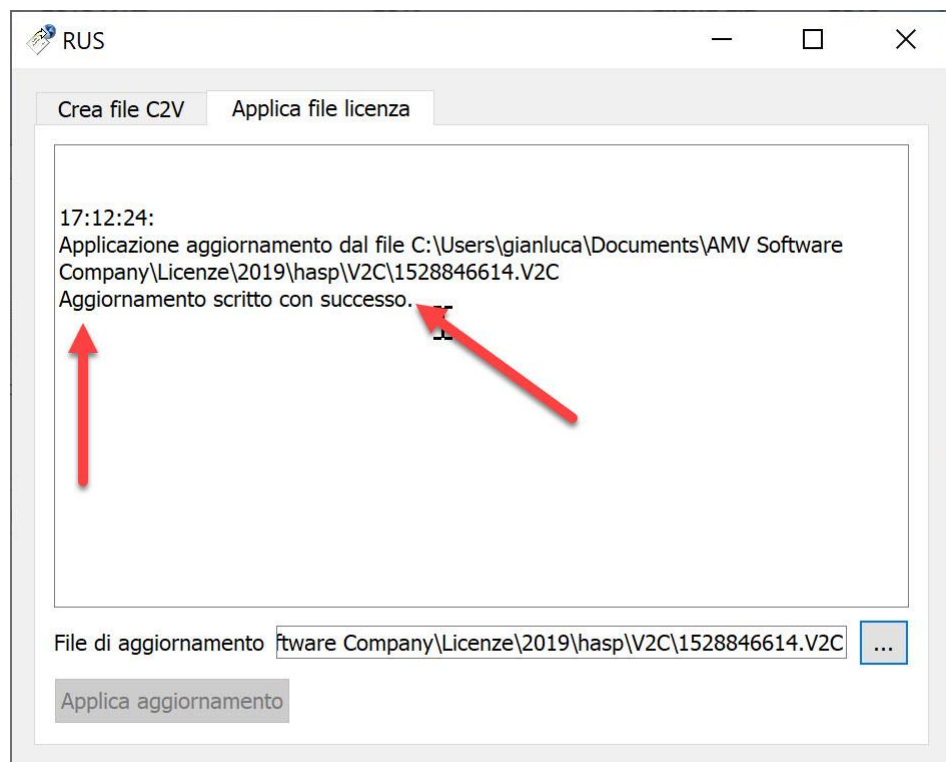 RUS
Crea file C2V
Applica file licenza
17:12:24:
Applicazione aggiornamento dal file C:\Users\gianluca\Documents\AMV Software
Company\Licenze\2019\hasp\V2C\1528846614.V2C
Aggiornamento scritto con successo.
File di aggiornamento ftware Company\Licenze\2019\hasp\V2C\1528846614.V2C ...
Applica aggiornamento